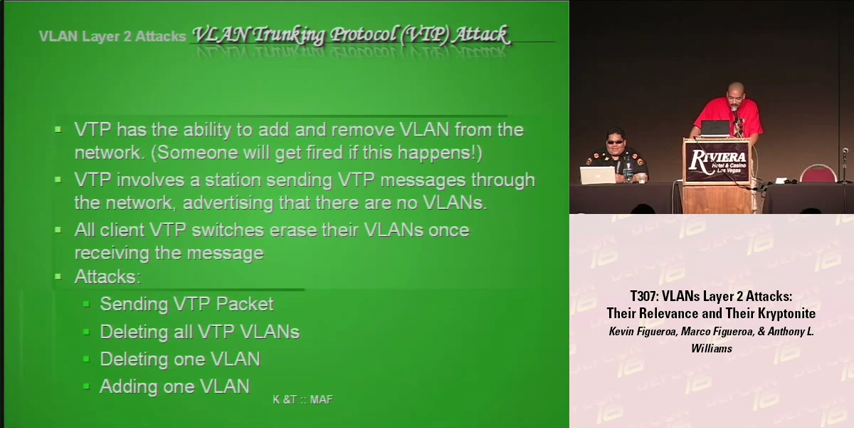 VLAN Layer 2 Attacks VLAN Trunking Protocol (VTP) Attack
VTP has the ability to add and remove VLAN from the
network. (Someone will get fired if this happens!)
VTP involves a station sending VTP messages through
the network, advertising that there are no VLANs.
All client VTP switches erase their VLANs once
receiving the message
Attacks:
Sending VTP Packet
Deleting all VTP VLANs
Deleting one VLAN
Adding one VLAN
K &T :: MAF
RIVIERA
Hotel & Casino
Las Vegas
T307: VLANs Layer 2 Attacks:
Their Relevance and Their Kryptonite
Kevin Figueroa, Marco Figueroa, & Anthony L.
Williams